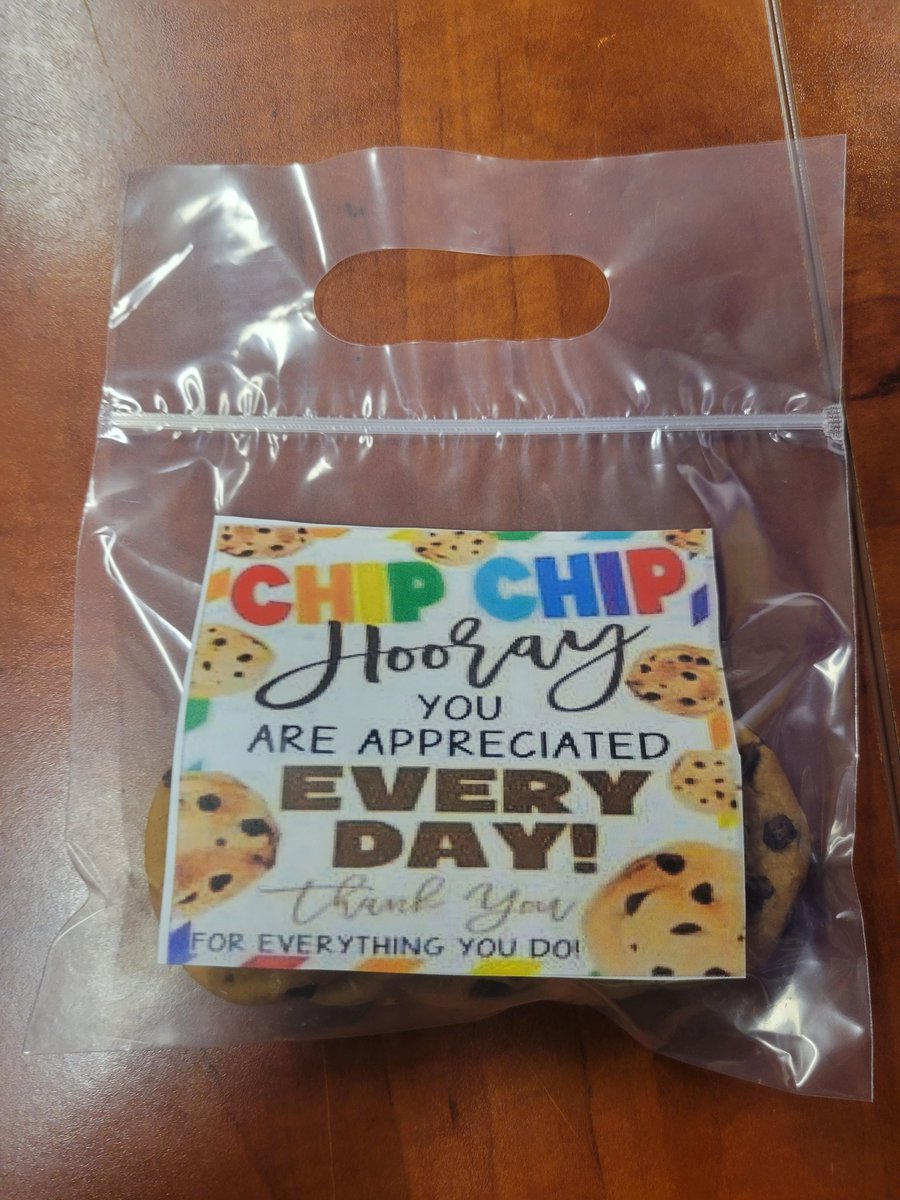 CHIP CHIP
Hooray
YOU
ARE APPRECIATED
EVERY
DAY!
thank You
FOR EVERYTHING YOU DO!